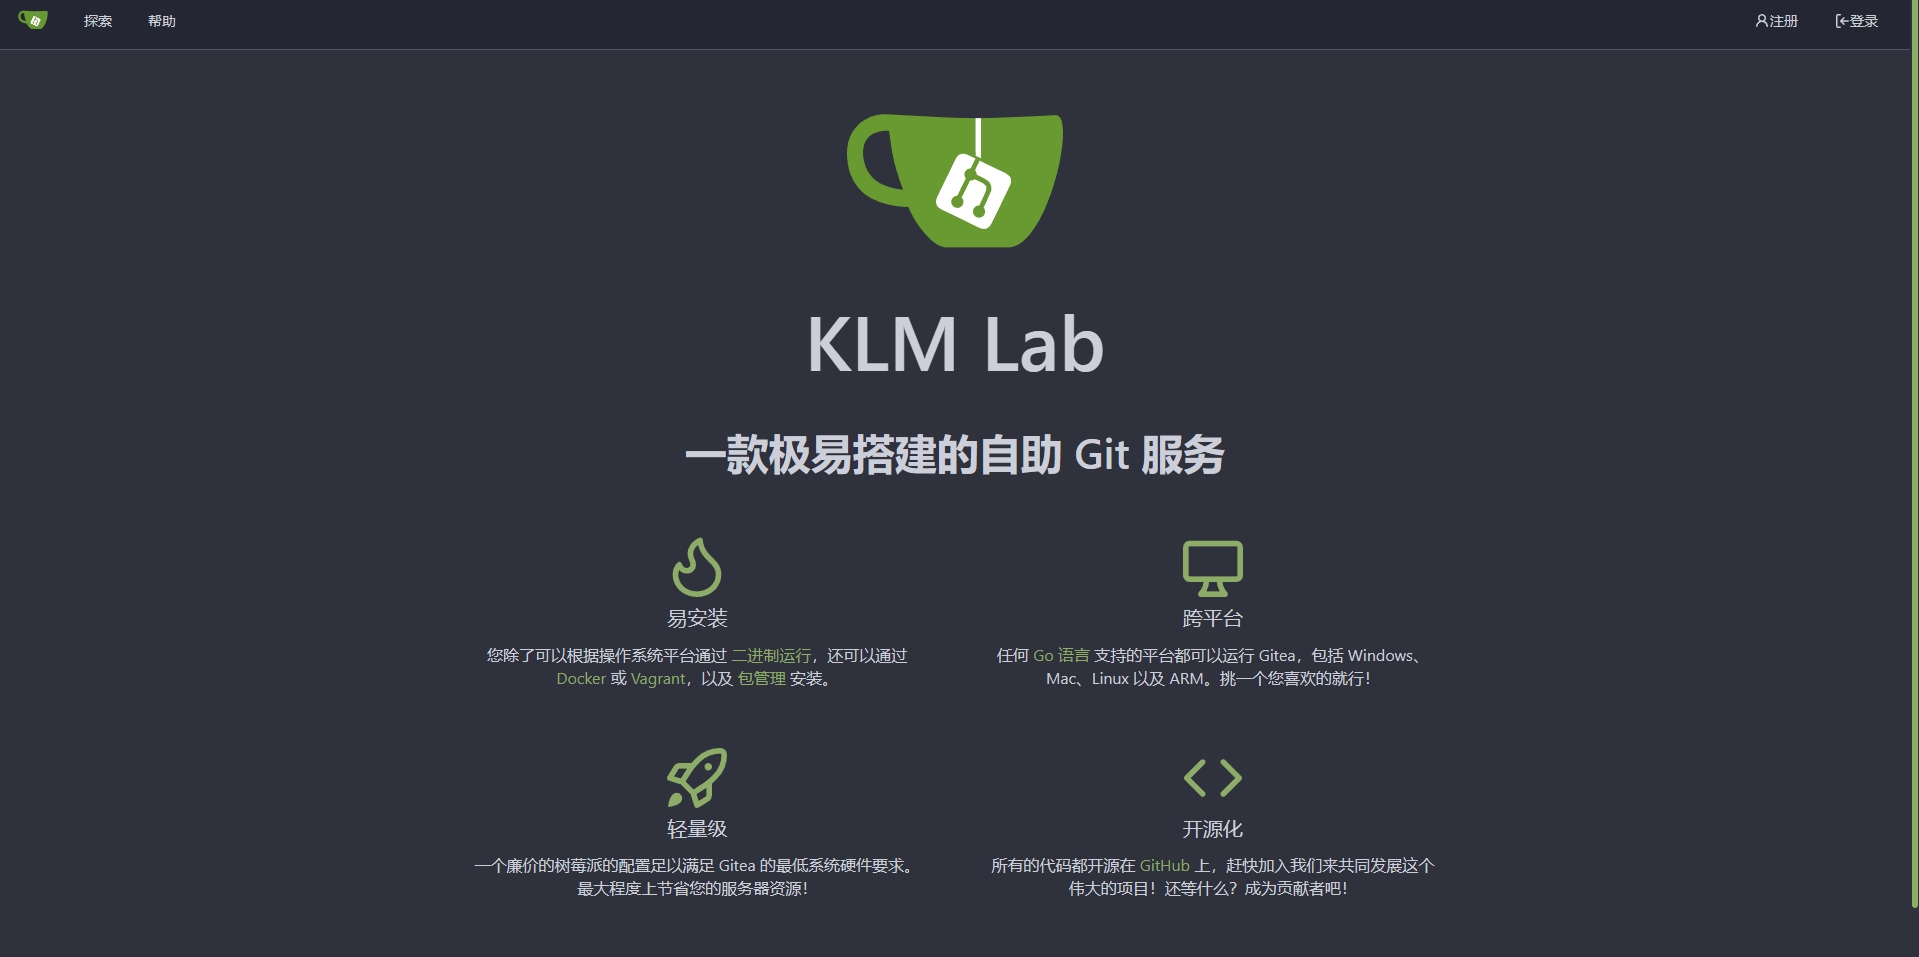 探索 帮助 注册 登录
KLM Lab
一款极易搭建的自助 Git 服务
易安装
您除了可以根据操作系统平台通过 二进制运行，还可以通过
Docker 或 Vagrant，以及 包管理 安装。
跨平台
任何 Go 语言 支持的平台都可以运行 Gitea，包括 Windows、
Mac、Linux 以及 ARM。挑一个您喜欢的就行！
轻量级
一个廉价的树莓派的配置足以满足 Gitea 的最低系统硬件要求。
最大程度上节省您的服务器资源！
开源化
所有的代码都开源在 GitHub 上，赶快加入我们来共同发展这个
伟大的项目！还等什么？成为贡献者吧！